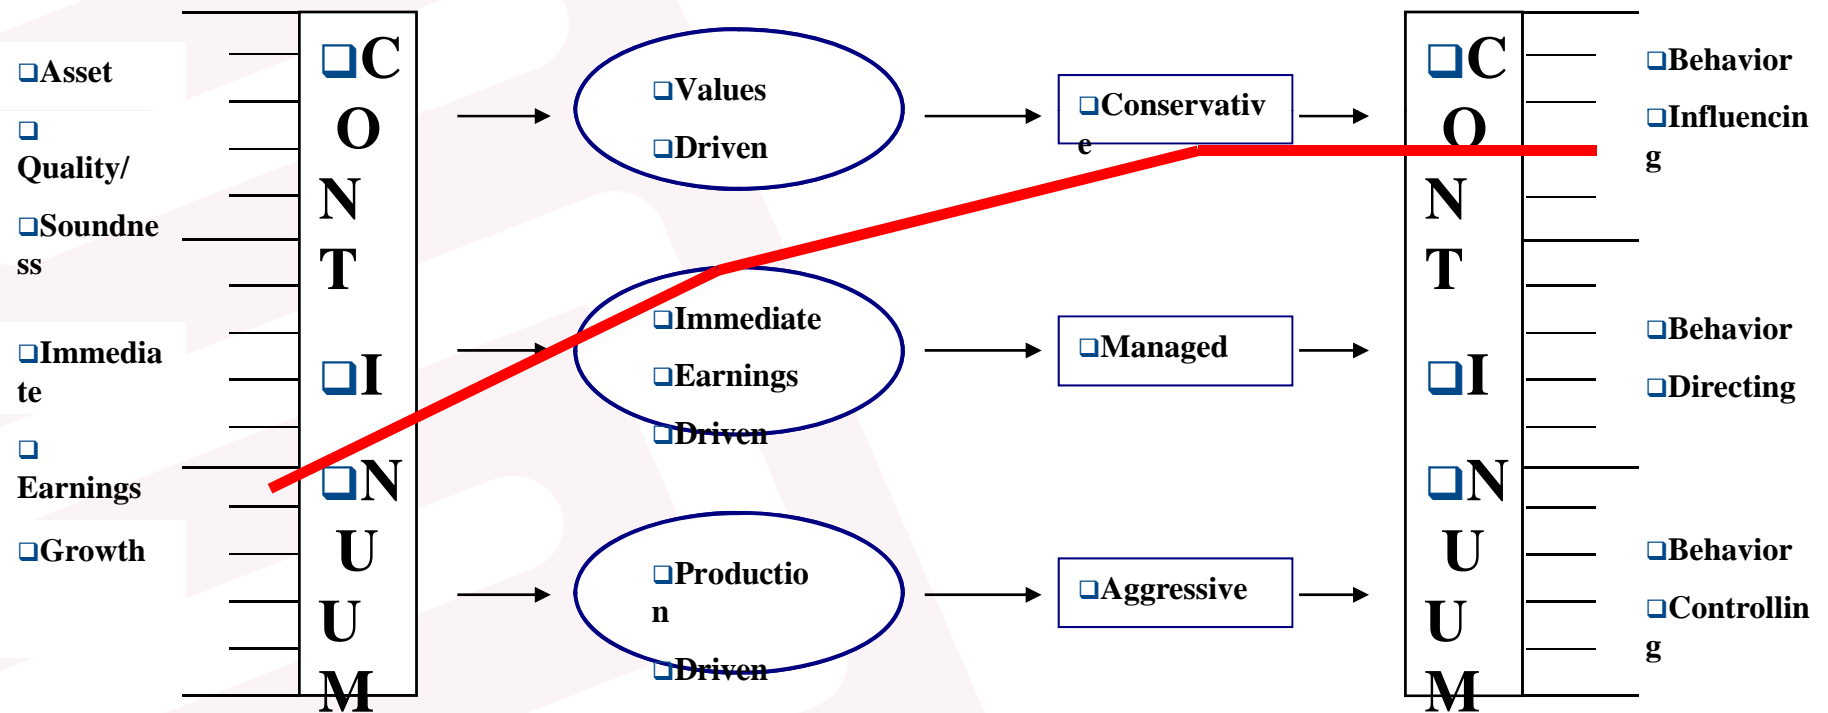 ❑Asset
❑
Quality/
❑Soundne
ss
❑Immedia
te
❑
Earnings
❑Growth
❑C
O
N
T
❑I
❑N
U
U
M
❑Values
❑Driven
❑Immediate
❑Earnings
❑Driven
❑Productio
n
❑Driven
❑Conservativ
e
❑Managed
❑Aggressive
❑C
O
N
T
❑I
❑N
U
U
M
❑Behavior
❑Influencin
g
❑Behavior
❑Directing
❑Behavior
❑Controllin
g